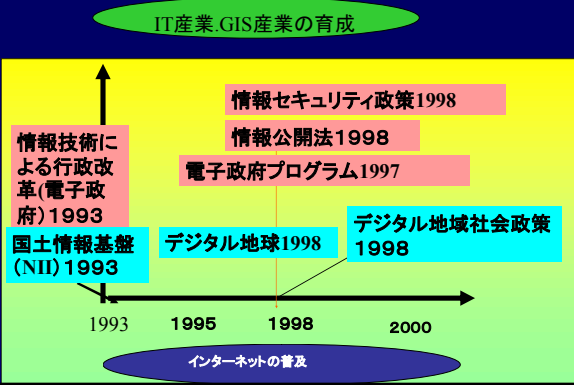 IT産業.GIS産業の育成
情報セキュリティ政策1998
情報公開法１９９８
電子政府プログラム1997
情報技術に
よる行政改
革(電子政
府）１９９３
国土情報基盤
（NII）１９９３
デジタル地球1998
デジタル地域社会政策
１９９８
1993
1995
1998
2000
インターネットの普及